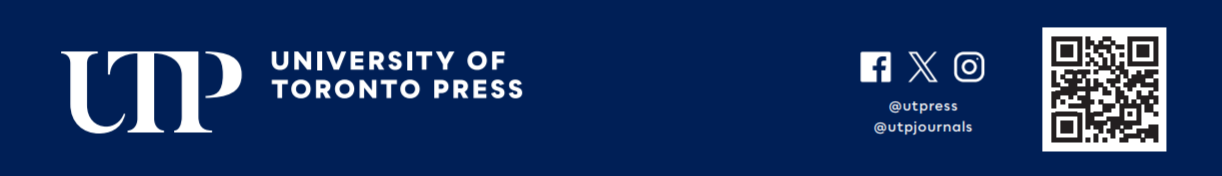 UTP
UNIVERSITY OF
TORONTO PRESS
@utpress
@utpjournals